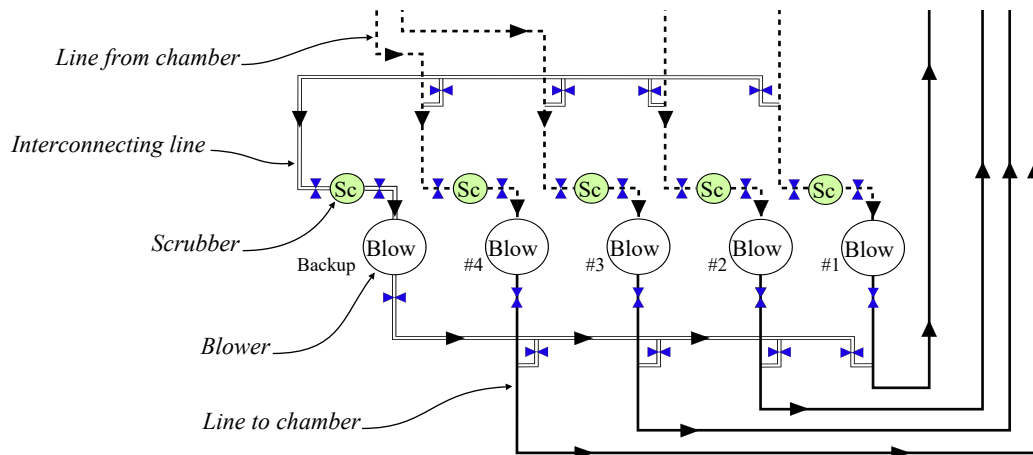 Line from chamber
Interconnecting line
Sc
Sc
Sc
Sc
Sc
Scrubber
Blow
Blow
Blow
Blow
Blow
Backup
#4
#3
#2
#1
Blower
Line to chamber